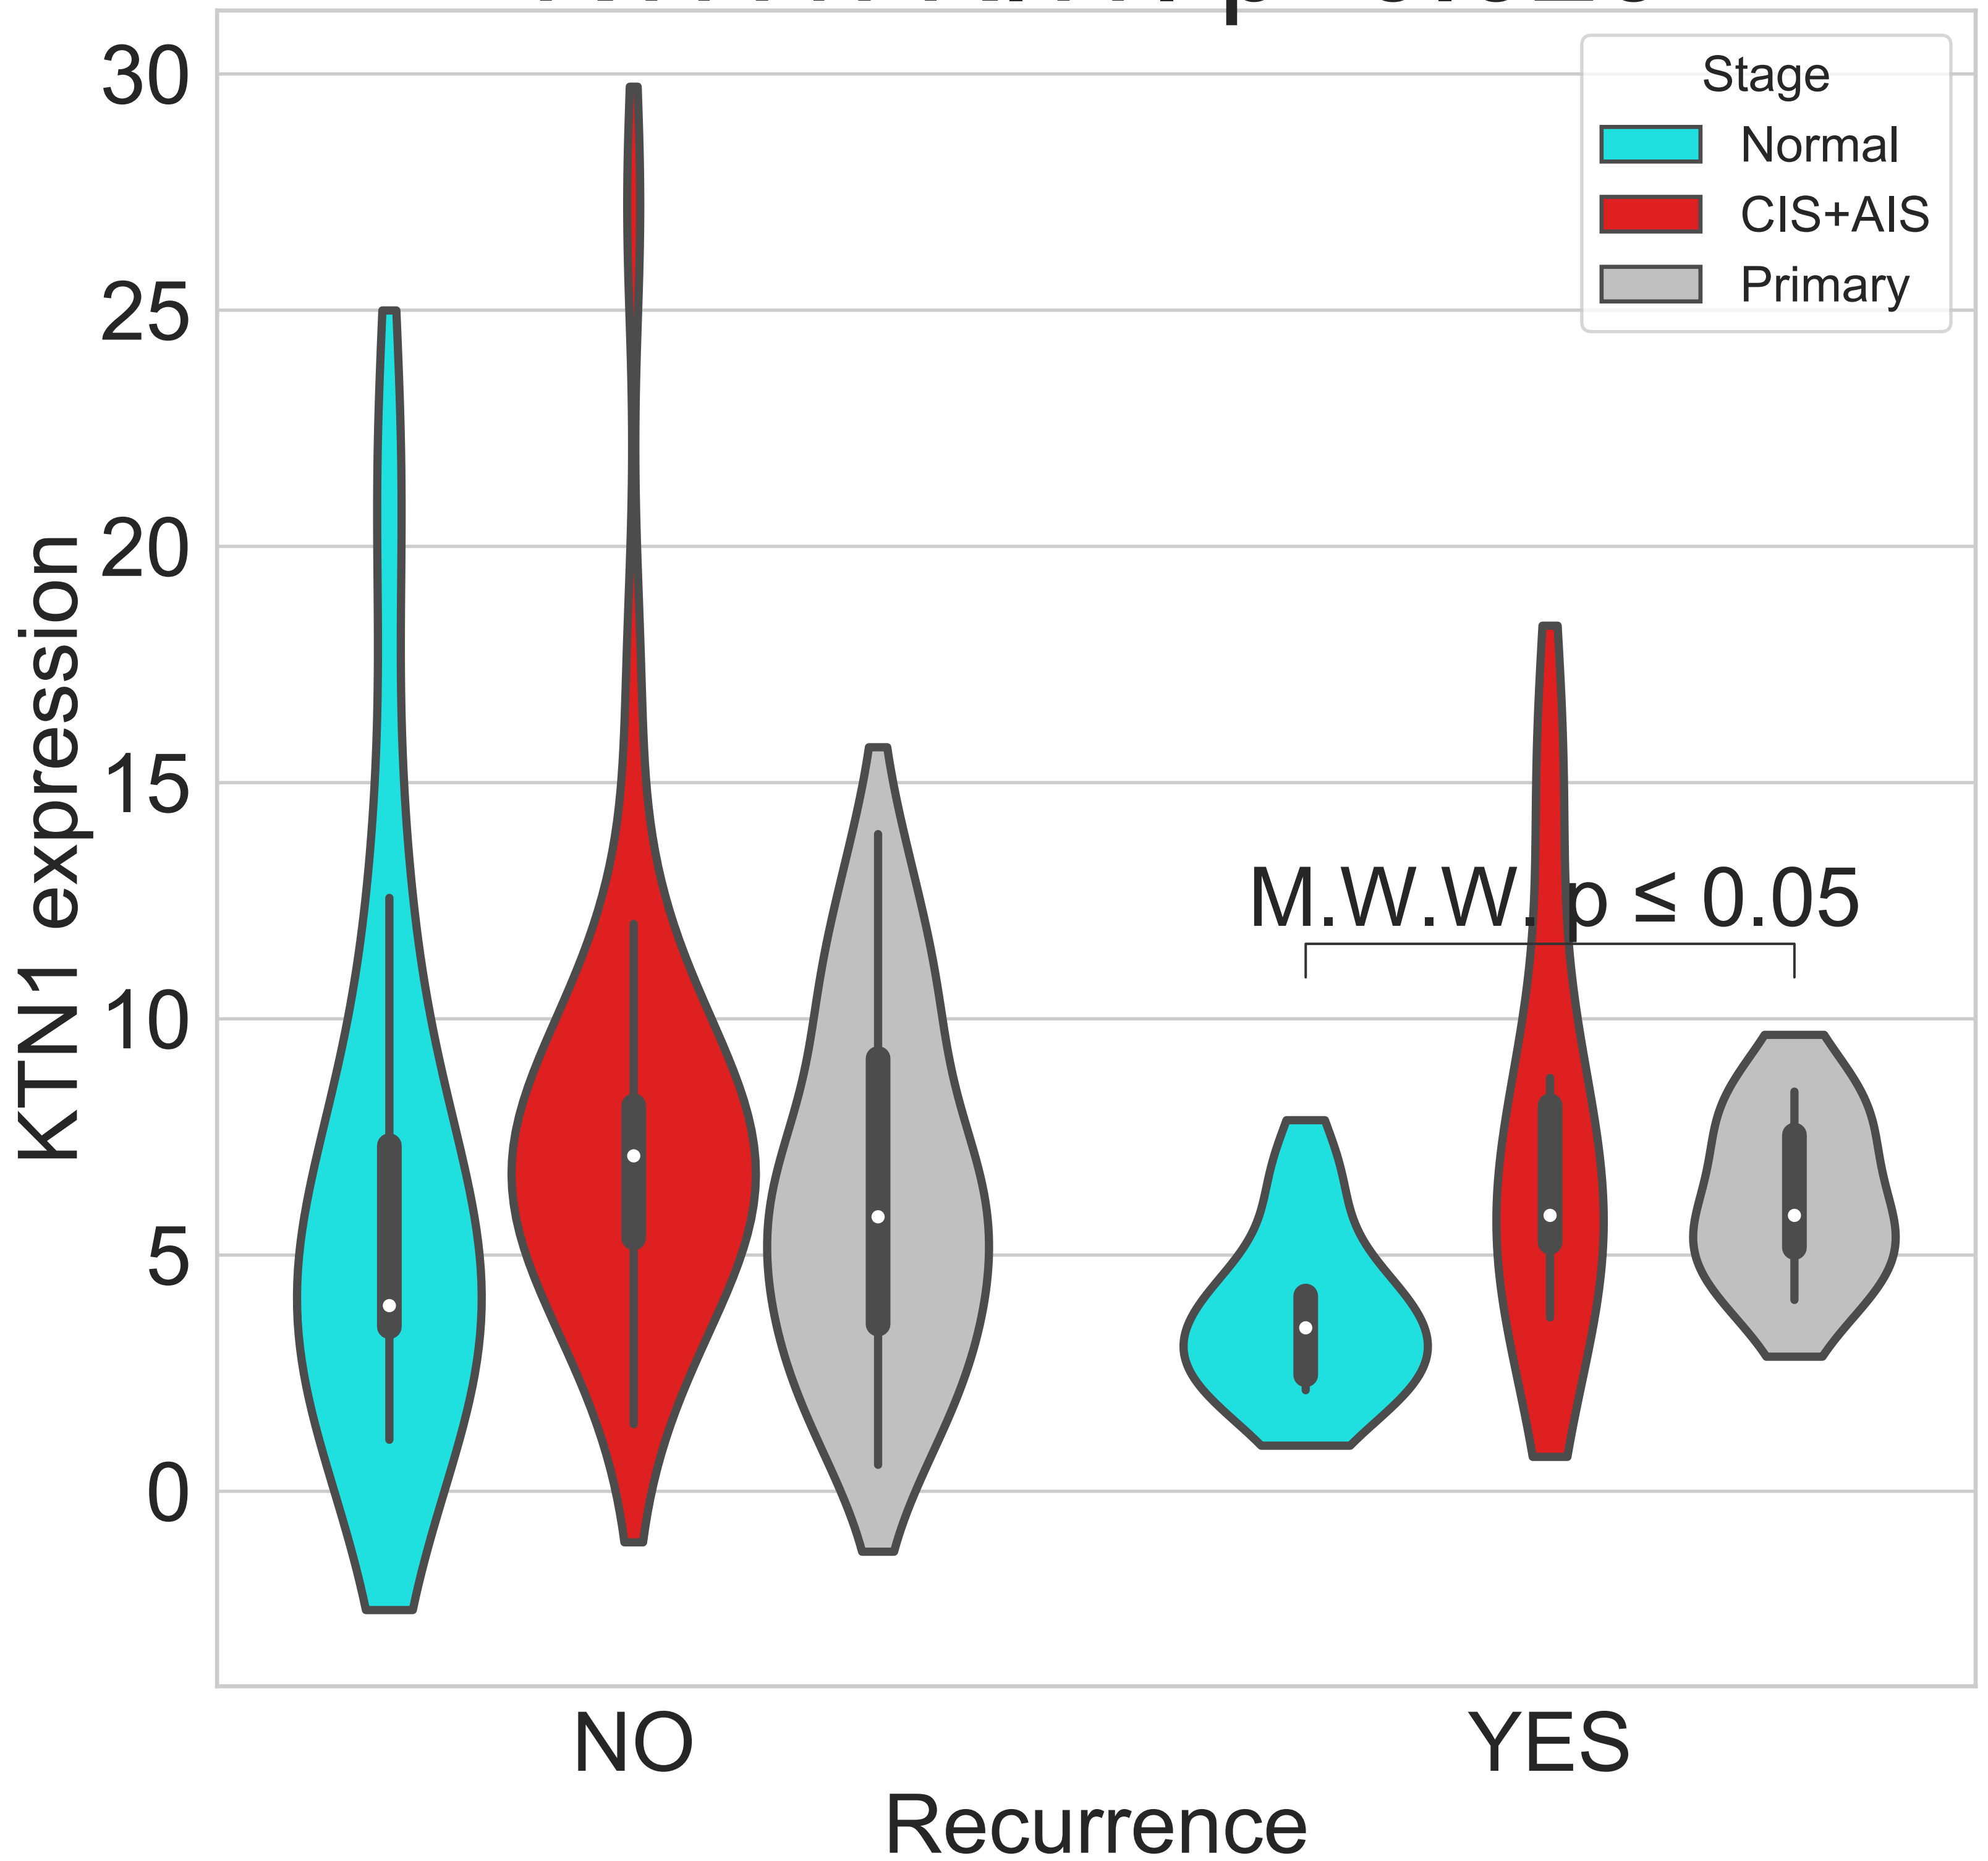 30
Stage
Normal
CIS+AIS
Primary
25
20
15
10
5
0
KTN1 expression
M.W.W. p ≤ 0.05
NO
YES
Recurrence